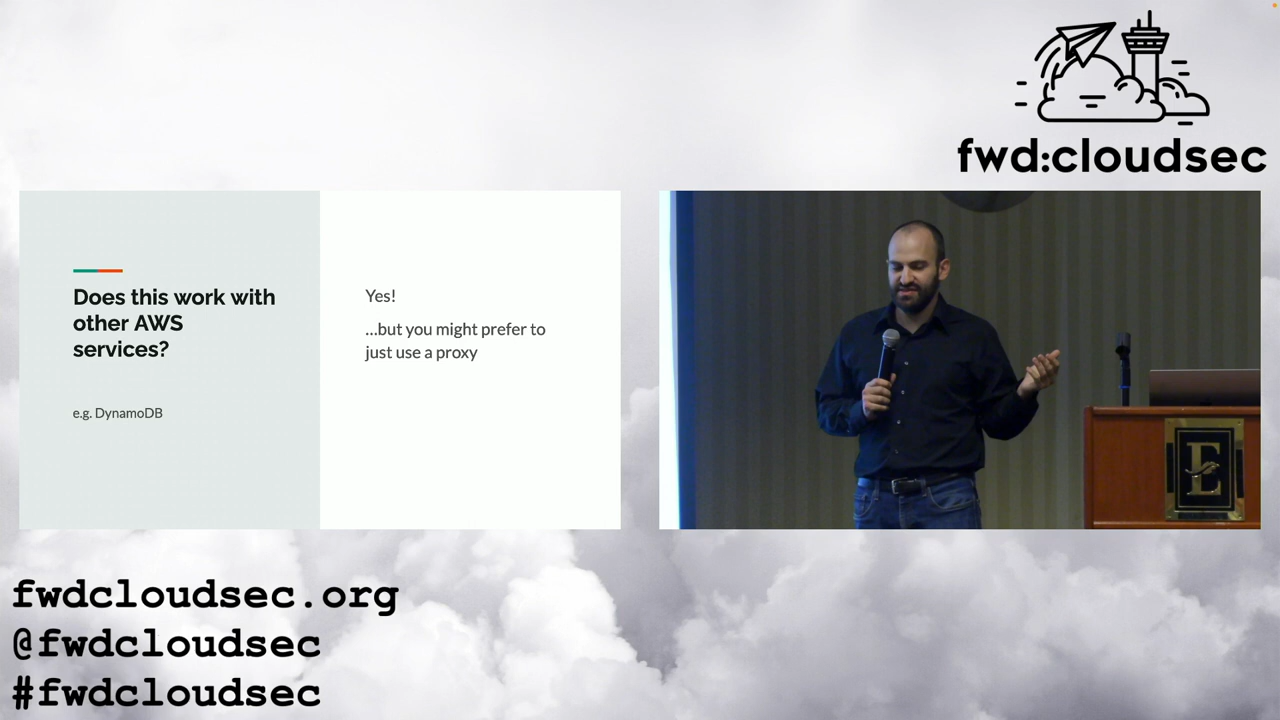 fwd:cloudsec
Does this work with
other AWS
services?
e.g. DynamoDB
Yes!
...but you might prefer to
just use a proxy
E
fwdcloudsec.org
@fwdcloudsec
#fwdcloudsec